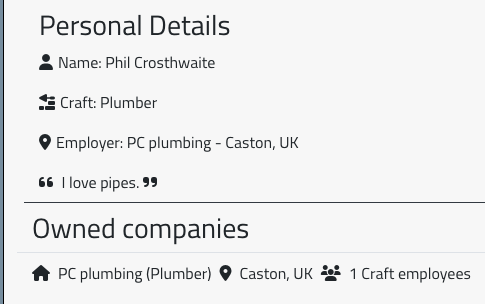 Personal Details
Name: Phil Crosthwaite
Craft: Plumber
Employer: PC plumbing - Caston, UK
❝ I love pipes. ❞
Owned companies
PC plumbing (Plumber) Caston, UK 1 Craft employees